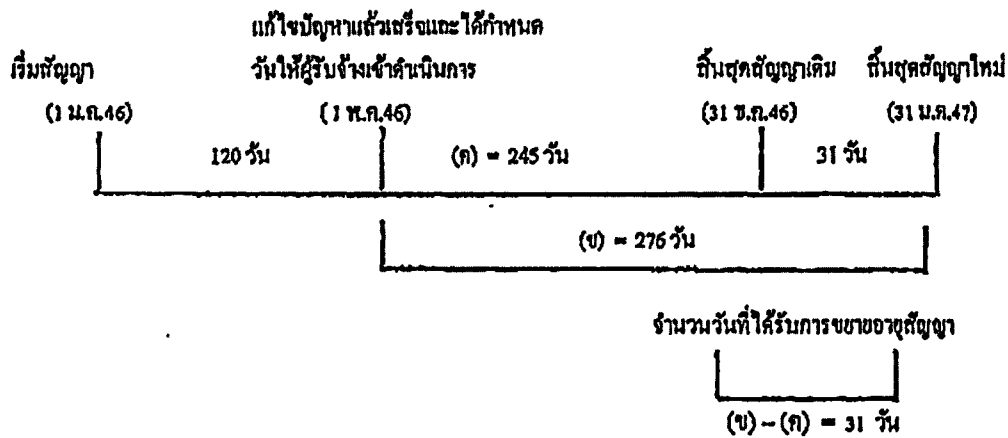 แก้ไขปัญหาแล้วเสร็จและได้กำหนด
เริ่มสัญญา วันให้ผู้รับจ้างเข้าดำเนินการ สิ้นสุดสัญญาเดิม สิ้นสุดสัญญาใหม่
(1 ม.ค.46) (1 พ.ค.46) (31 ธ.ค.46) (31 ม.ค.47)
120 วัน (ค) = 245 วัน 31 วัน
(ข) = 276 วัน
จำนวนวันที่ได้รับการขยายอายุสัญญา
(ข) – (ค) = 31 วัน